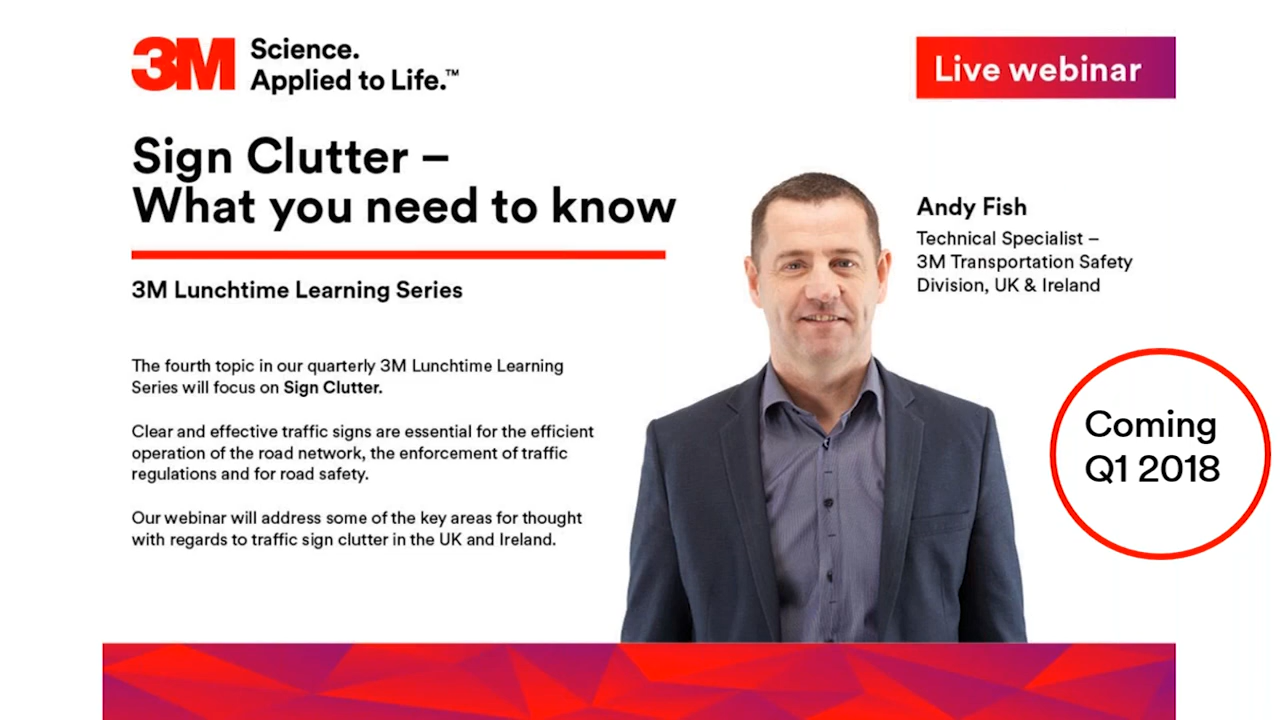 3M Science.
Applied to Life.™
Live webinar
Sign Clutter –
What you need to know
3M Lunchtime Learning Series
The fourth topic in our quarterly 3M Lunchtime Learning
Series will focus on Sign Clutter.
Clear and effective traffic signs are essential for the efficient
operation of the road network, the enforcement of traffic
regulations and for road safety.
Our webinar will address some of the key areas for thought
with regards to traffic sign clutter in the UK and Ireland.
Andy Fish
Technical Specialist –
3M Transportation Safety
Division, UK & Ireland
Coming
Q1 2018